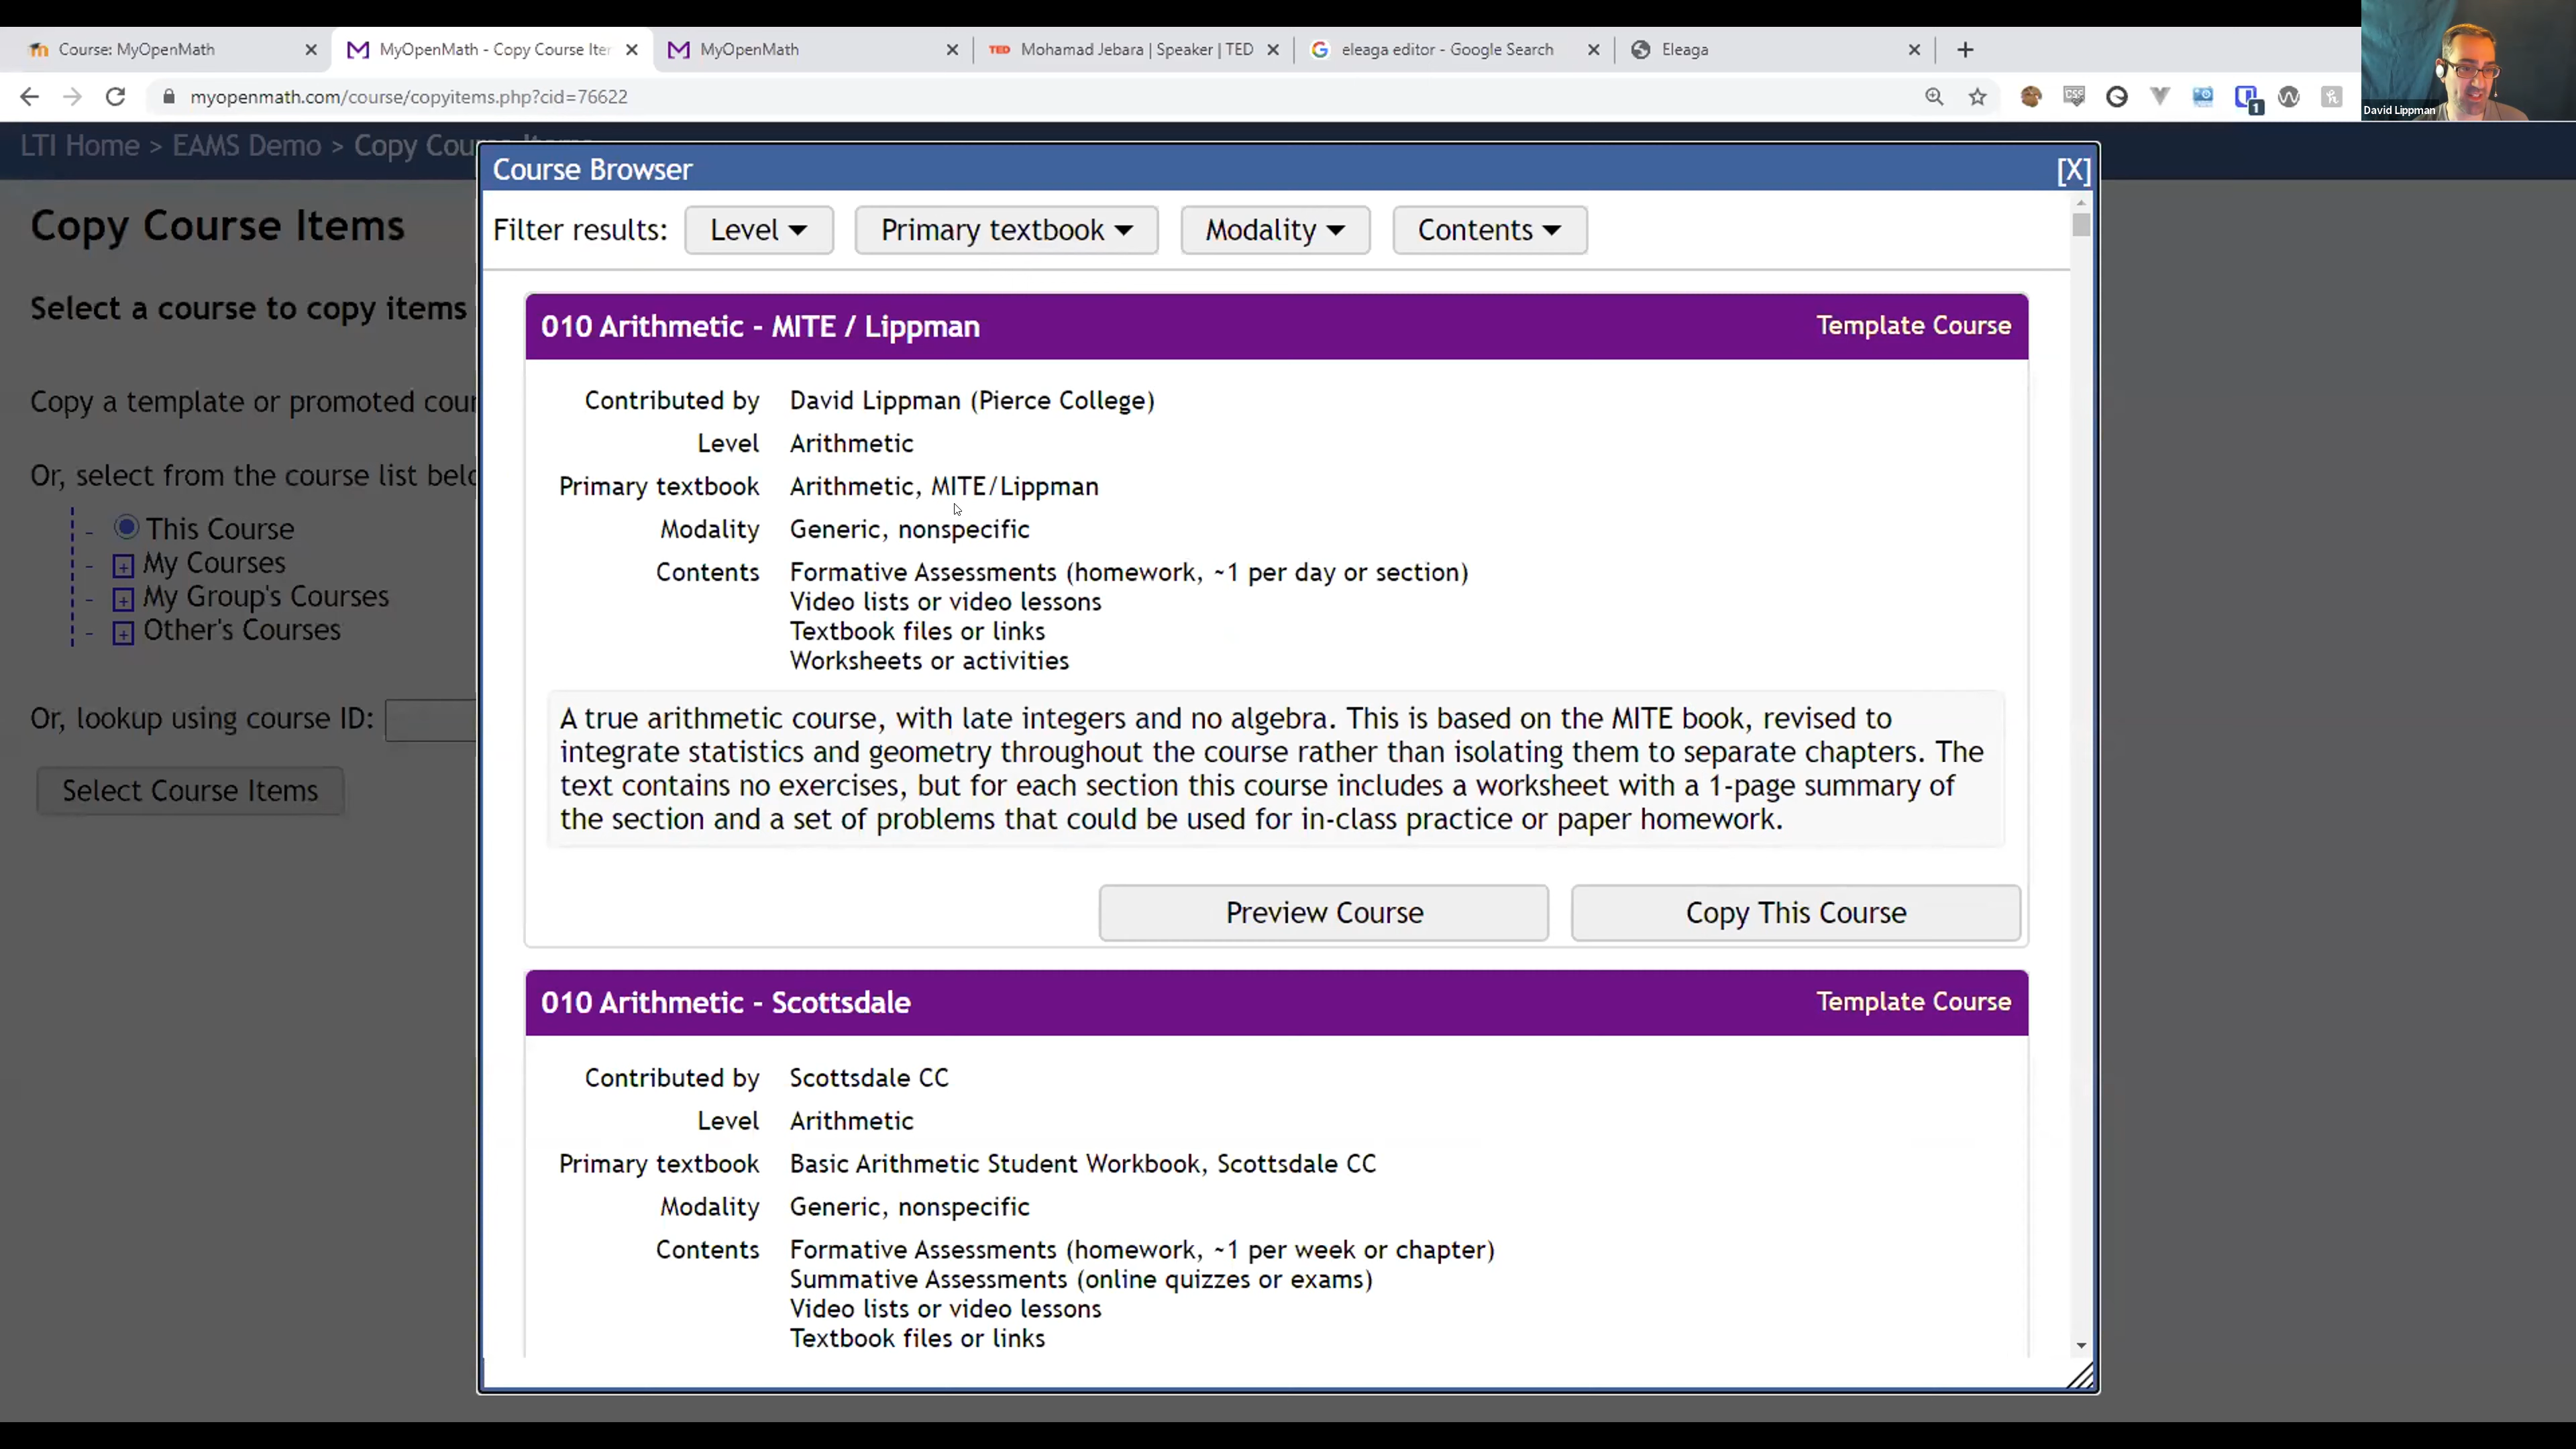 Course: MyOpenMath
MyOpenMath - Copy Course Iter
MyOpenMath
TED Mohamad Jebara | Speaker | TED
eleaga editor - Google Search
Eleaga
myopenmath.com/course/copyitems.php?cid=76622
1
David Lippman
LTI Home > EAMS Demo > Copy Cou
Course Browser
[X]
Copy Course Items
Select a course to copy items
Copy a template or promoted cour
Or, select from the course list belo
This Course
My Courses
My Group's Courses
Other's Courses
Or, lookup using course ID:
Select Course Items
Filter results:
Level
Primary textbook
Modality
Contents
010 Arithmetic - MITE / Lippman
Template Course
Contributed by David Lippman (Pierce College)
Level Arithmetic
Primary textbook Arithmetic, MITE/Lippman
Modality Generic, nonspecific
Contents Formative Assessments (homework, ~1 per day or section)
Video lists or video lessons
Textbook files or links
Worksheets or activities
A true arithmetic course, with late integers and no algebra. This is based on the MITE book, revised to
integrate statistics and geometry throughout the course rather than isolating them to separate chapters. The
text contains no exercises, but for each section this course includes a worksheet with a 1-page summary of
the section and a set of problems that could be used for in-class practice or paper homework.
Preview Course
Copy This Course
010 Arithmetic - Scottsdale
Template Course
Contributed by Scottsdale CC
Level Arithmetic
Primary textbook Basic Arithmetic Student Workbook, Scottsdale CC
Modality Generic, nonspecific
Contents Formative Assessments (homework, ~1 per week or chapter)
Summative Assessments (online quizzes or exams)
Video lists or video lessons
Textbook files or links